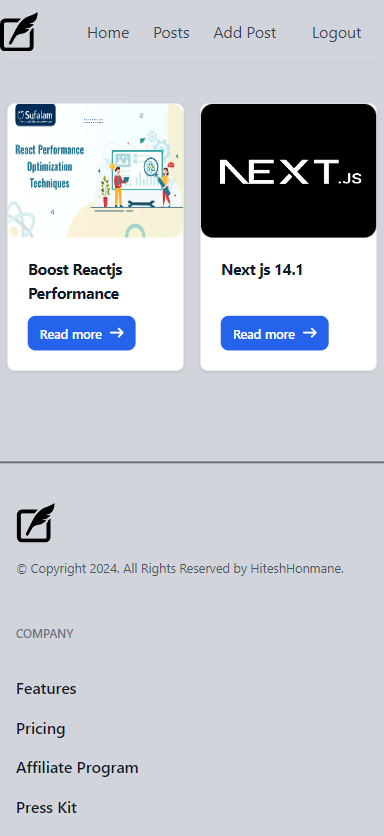 Home Posts Add Post Logout
Sufalam
React Performance
Optimization
Techniques
NEXT.JS
Boost Reactjs
Performance
Read more →
Next js 14.1
Read more →
© Copyright 2024. All Rights Reserved by HiteshHonmane.
COMPANY
Features
Pricing
Affiliate Program
Press Kit